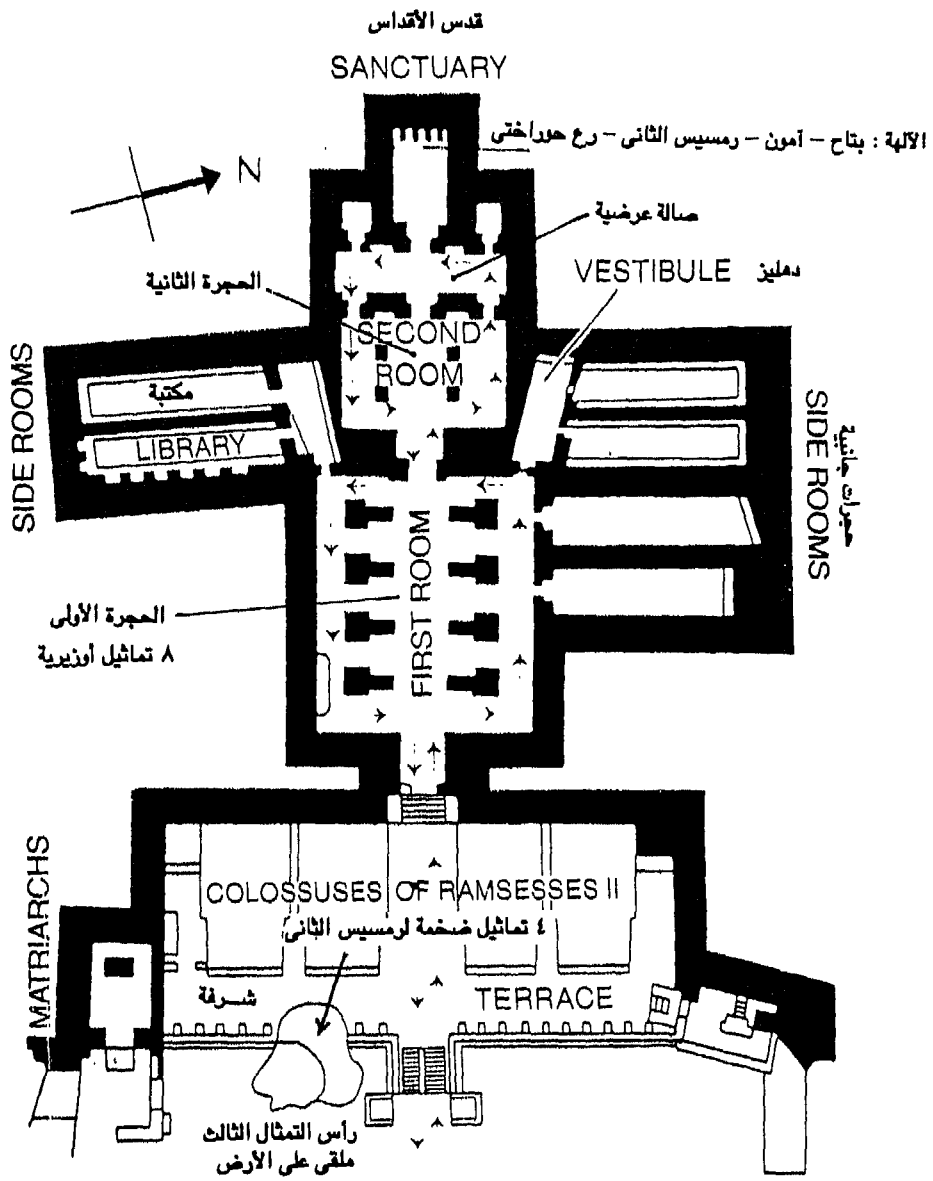 قدس الأقداس
SANCTUARY
الآلهة : بتاح – آمون – رمسيس الثانى – رع حوراختى
N
صالة عرضية
VESTIBULE دهليز
الحجرة الثانية
SECOND
ROOM
SIDE ROOMS
مكتبة
LIBRARY
SIDE ROOMS
حجرات جانبية
FIRST ROOM
الحجرة الأولى
٨ تماثيل أوزيرية
MATRIARCHS
COLOSSUSES OF RAMSESSES II
٤ تماثيل ضخمة لرمسيس الثانى
شرفة
TERRACE
رأس التمثال الثالث
ملقى على الأرض